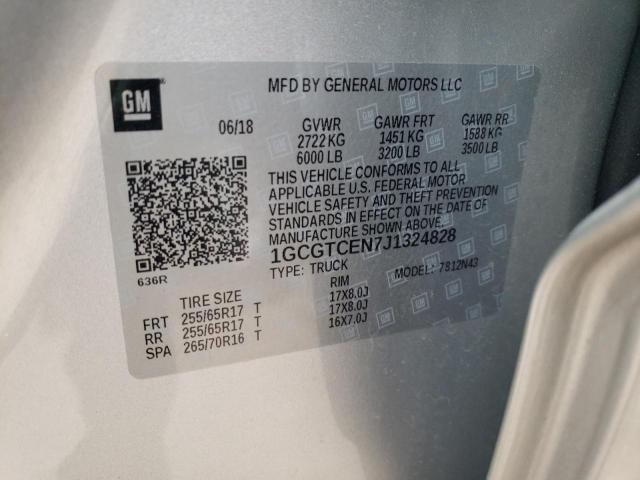 GM
MFD BY GENERAL MOTORS LLC
06/18 GVWR GAWR FRT GAWR RR
2722 KG 1451 KG 1588 KG
6000 LB 3200 LB 3500 LB
THIS VEHICLE CONFORMS TO ALL
APPLICABLE U.S. FEDERAL MOTOR
VEHICLE SAFETY AND THEFT PREVENTION
STANDARDS IN EFFECT ON THE DATE OF
MANUFACTURE SHOWN ABOVE.
1GCGTCEN7J1324828
TYPE: TRUCK MODEL: 7812N43
636R
TIRE SIZE RIM
FRT 255/65R17 T 17X8.0J
RR 255/65R17 T 17X8.0J
SPA 265/70R16 T 16X7.0J